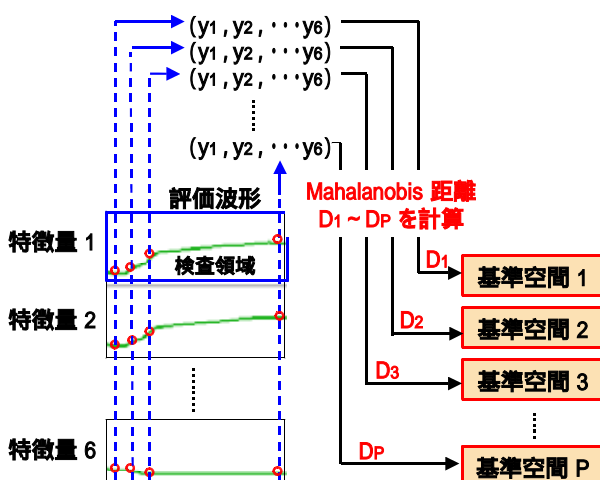 (y1,y2, ・・・y6)
(y1,y2, ・・・y6)
(y1,y2, ・・・y6)
(y1,y2, ・・・y6)
評価波形
Mahalanobis 距離
D1~DP を計算
特徴量 1
検査領域
D1
基準空間 1
特徴量 2
D2
基準空間 2
D3
基準空間 3
特徴量 6
DP
基準空間 P